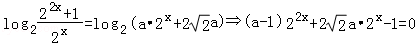 log₂ (2^(2x)+1)/(2^x) = log₂ (a•2^x+2√2a) ⇒ (a-1) 2^(2x)+2√2a•2^x-1=0